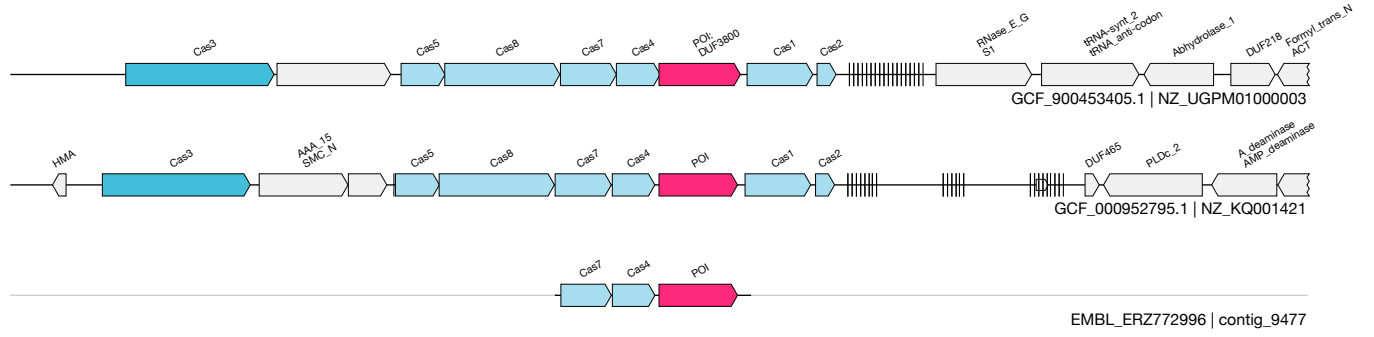 Cas3
Cas5
Cas8
Cas7
Cas4
POI:
DUF3800
Cas1
Cas2
RNase_E_G
S1
tRNA-synt_2
tRNA_anti-codon
Abhydrolase_1
DUF218
Formyl_trans_N
ACT
GCF_900453405.1 | NZ_UGPM01000003
HMA
Cas3
AAA_15
SMC_N
Cas5
Cas8
Cas7
Cas4
POI
Cas1
Cas2
DUF465
PLDc_2
A_deaminase
AMP_deaminase
GCF_000952795.1 | NZ_KQ001421
Cas7
Cas4
POI
EMBL_ERZ772996 | contig_9477